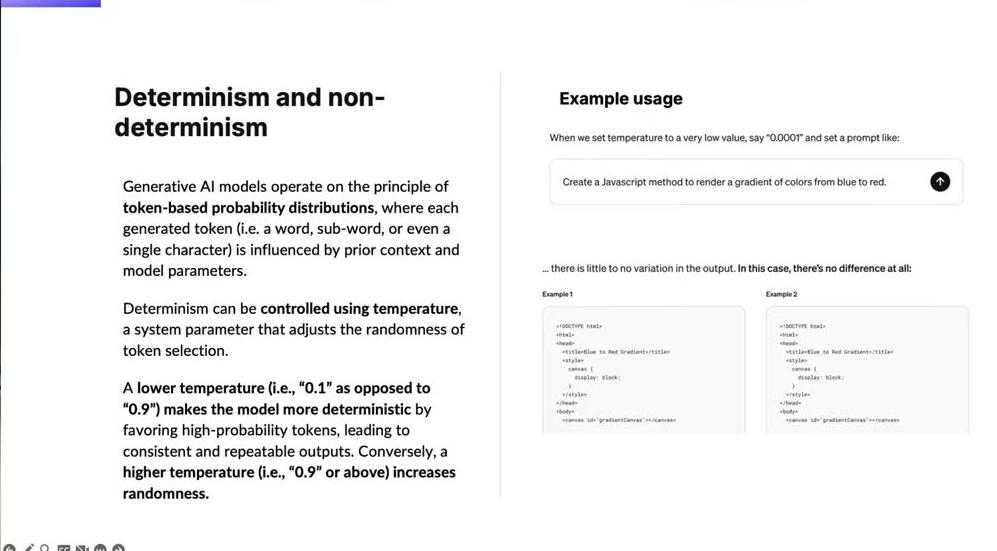 Determinism and non-
determinism
Generative AI models operate on the principle of
token-based probability distributions, where each
generated token (i.e. a word, sub-word, or even a
single character) is influenced by prior context and
model parameters.
Determinism can be controlled using temperature,
a system parameter that adjusts the randomness of
token selection.
A lower temperature (i.e., “0.1” as opposed to
“0.9”) makes the model more deterministic by
favoring high-probability tokens, leading to
consistent and repeatable outputs. Conversely, a
higher temperature (i.e., “0.9” or above) increases
randomness.
Example usage
When we set temperature to a very low value, say “0.0001” and set a prompt like:
Create a Javascript method to render a gradient of colors from blue to red.
... there is little to no variation in the output. In this case, there's no difference at all:
Example 1
<!DOCTYPE html>
<html>
<head>
<title>Blue to Red Gradient</title>
<style>
canvas {
display: block;
}
</style>
</head>
<body>
<canvas id="gradientCanvas"></canvas>
Example 2
<!DOCTYPE html>
<html>
<head>
<title>Blue to Red Gradient</title>
<style>
canvas {
display: block;
}
</style>
</head>
<body>
<canvas id="gradientCanvas"></canvas>